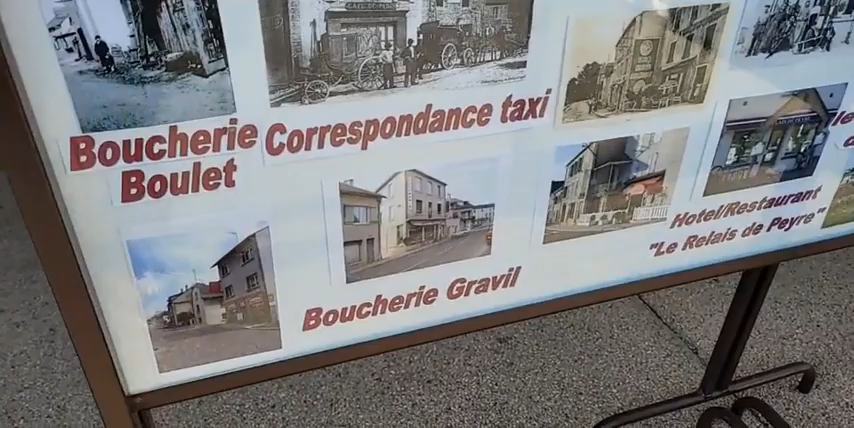 Boucherie
Boulet
Correspondance taxi
Boucherie Gravil
Hotel/Restaurant
"Le Relais de Peyre"